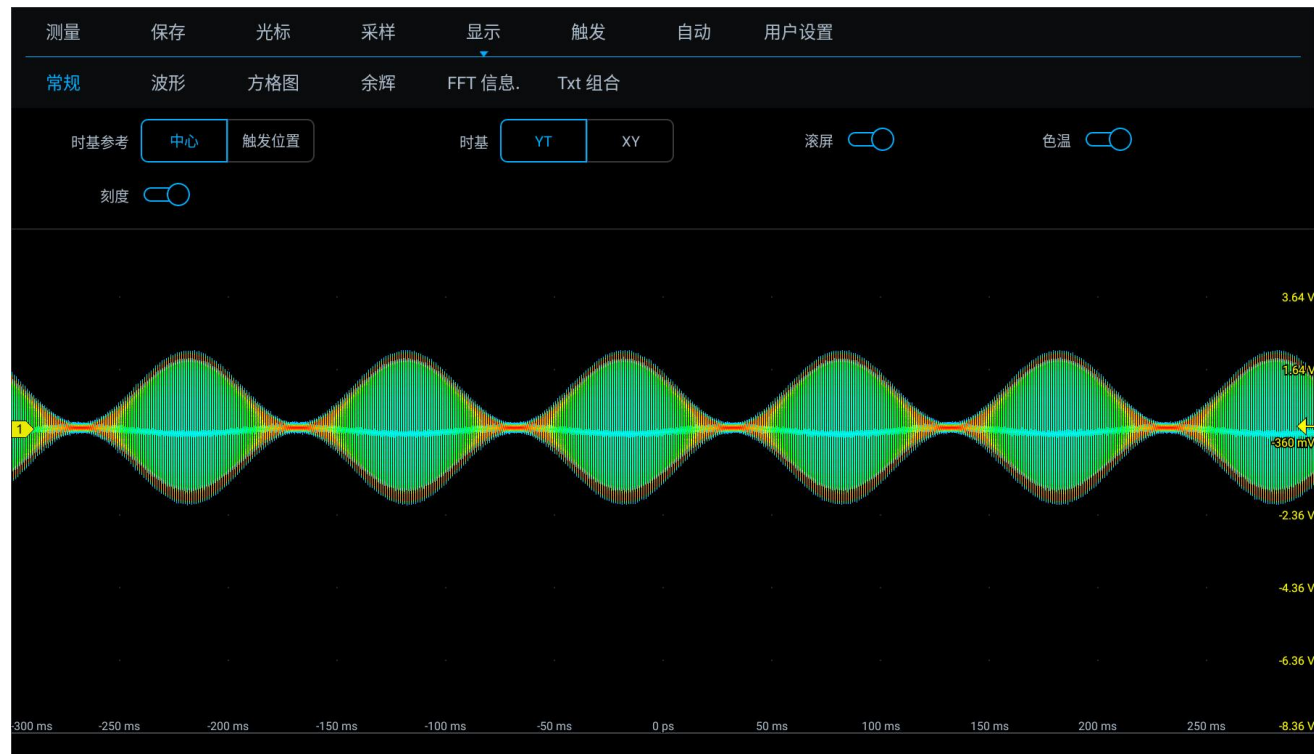 测量 保存 光标 采样 显示 触发 自动 用户设置
常规 波形 方格图 余辉 FFT 信息. Txt 组合
时基参考 中心 触发位置 时基 YT XY 滚屏 色温
刻度
3.64 V
1.64 V
1
-360 mV
-2.36 V
-4.36 V
-6.36 V
-300 ms -250 ms -200 ms -150 ms -100 ms -50 ms 0 ps 50 ms 100 ms 150 ms 200 ms 250 ms -8.36 V